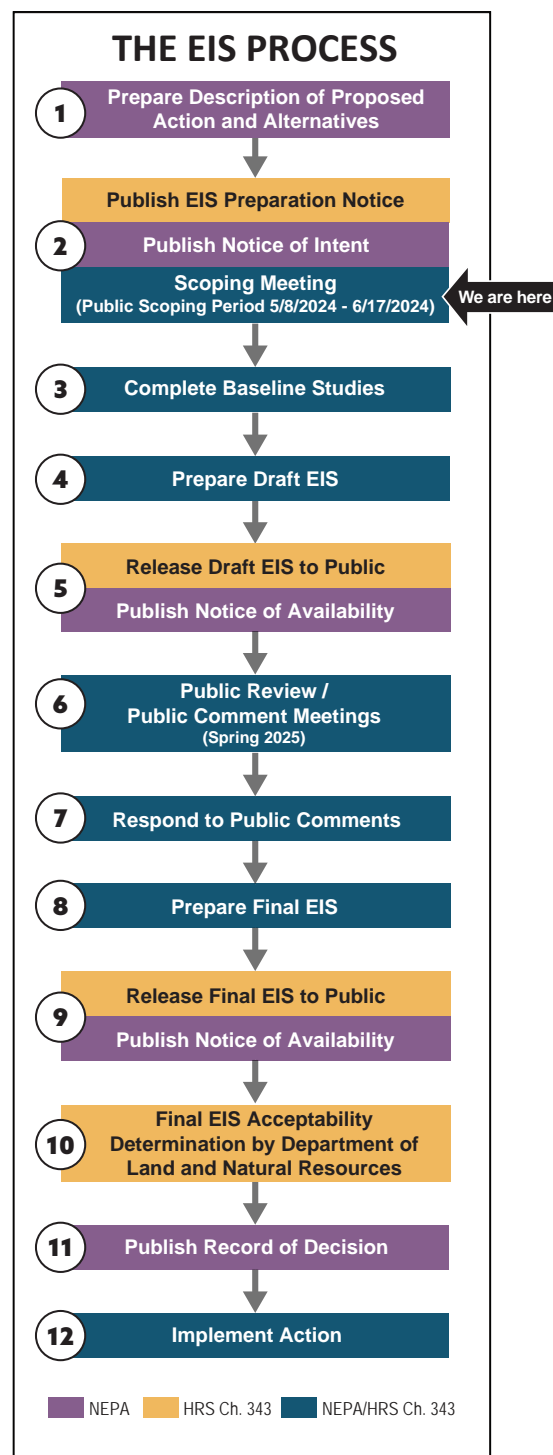 THE EIS PROCESS
1
Prepare Description of Proposed
Action and Alternatives
Publish EIS Preparation Notice
2
Publish Notice of Intent
Scoping Meeting
(Public Scoping Period 5/8/2024 - 6/17/2024)
We are here
3
Complete Baseline Studies
4
Prepare Draft EIS
Release Draft EIS to Public
5
Publish Notice of Availability
6
Public Review /
Public Comment Meetings
(Spring 2025)
7
Respond to Public Comments
8
Prepare Final EIS
Release Final EIS to Public
9
Publish Notice of Availability
10
Final EIS Acceptability
Determination by Department of
Land and Natural Resources
11
Publish Record of Decision
12
Implement Action
NEPA
HRS Ch. 343
NEPA/HRS Ch. 343